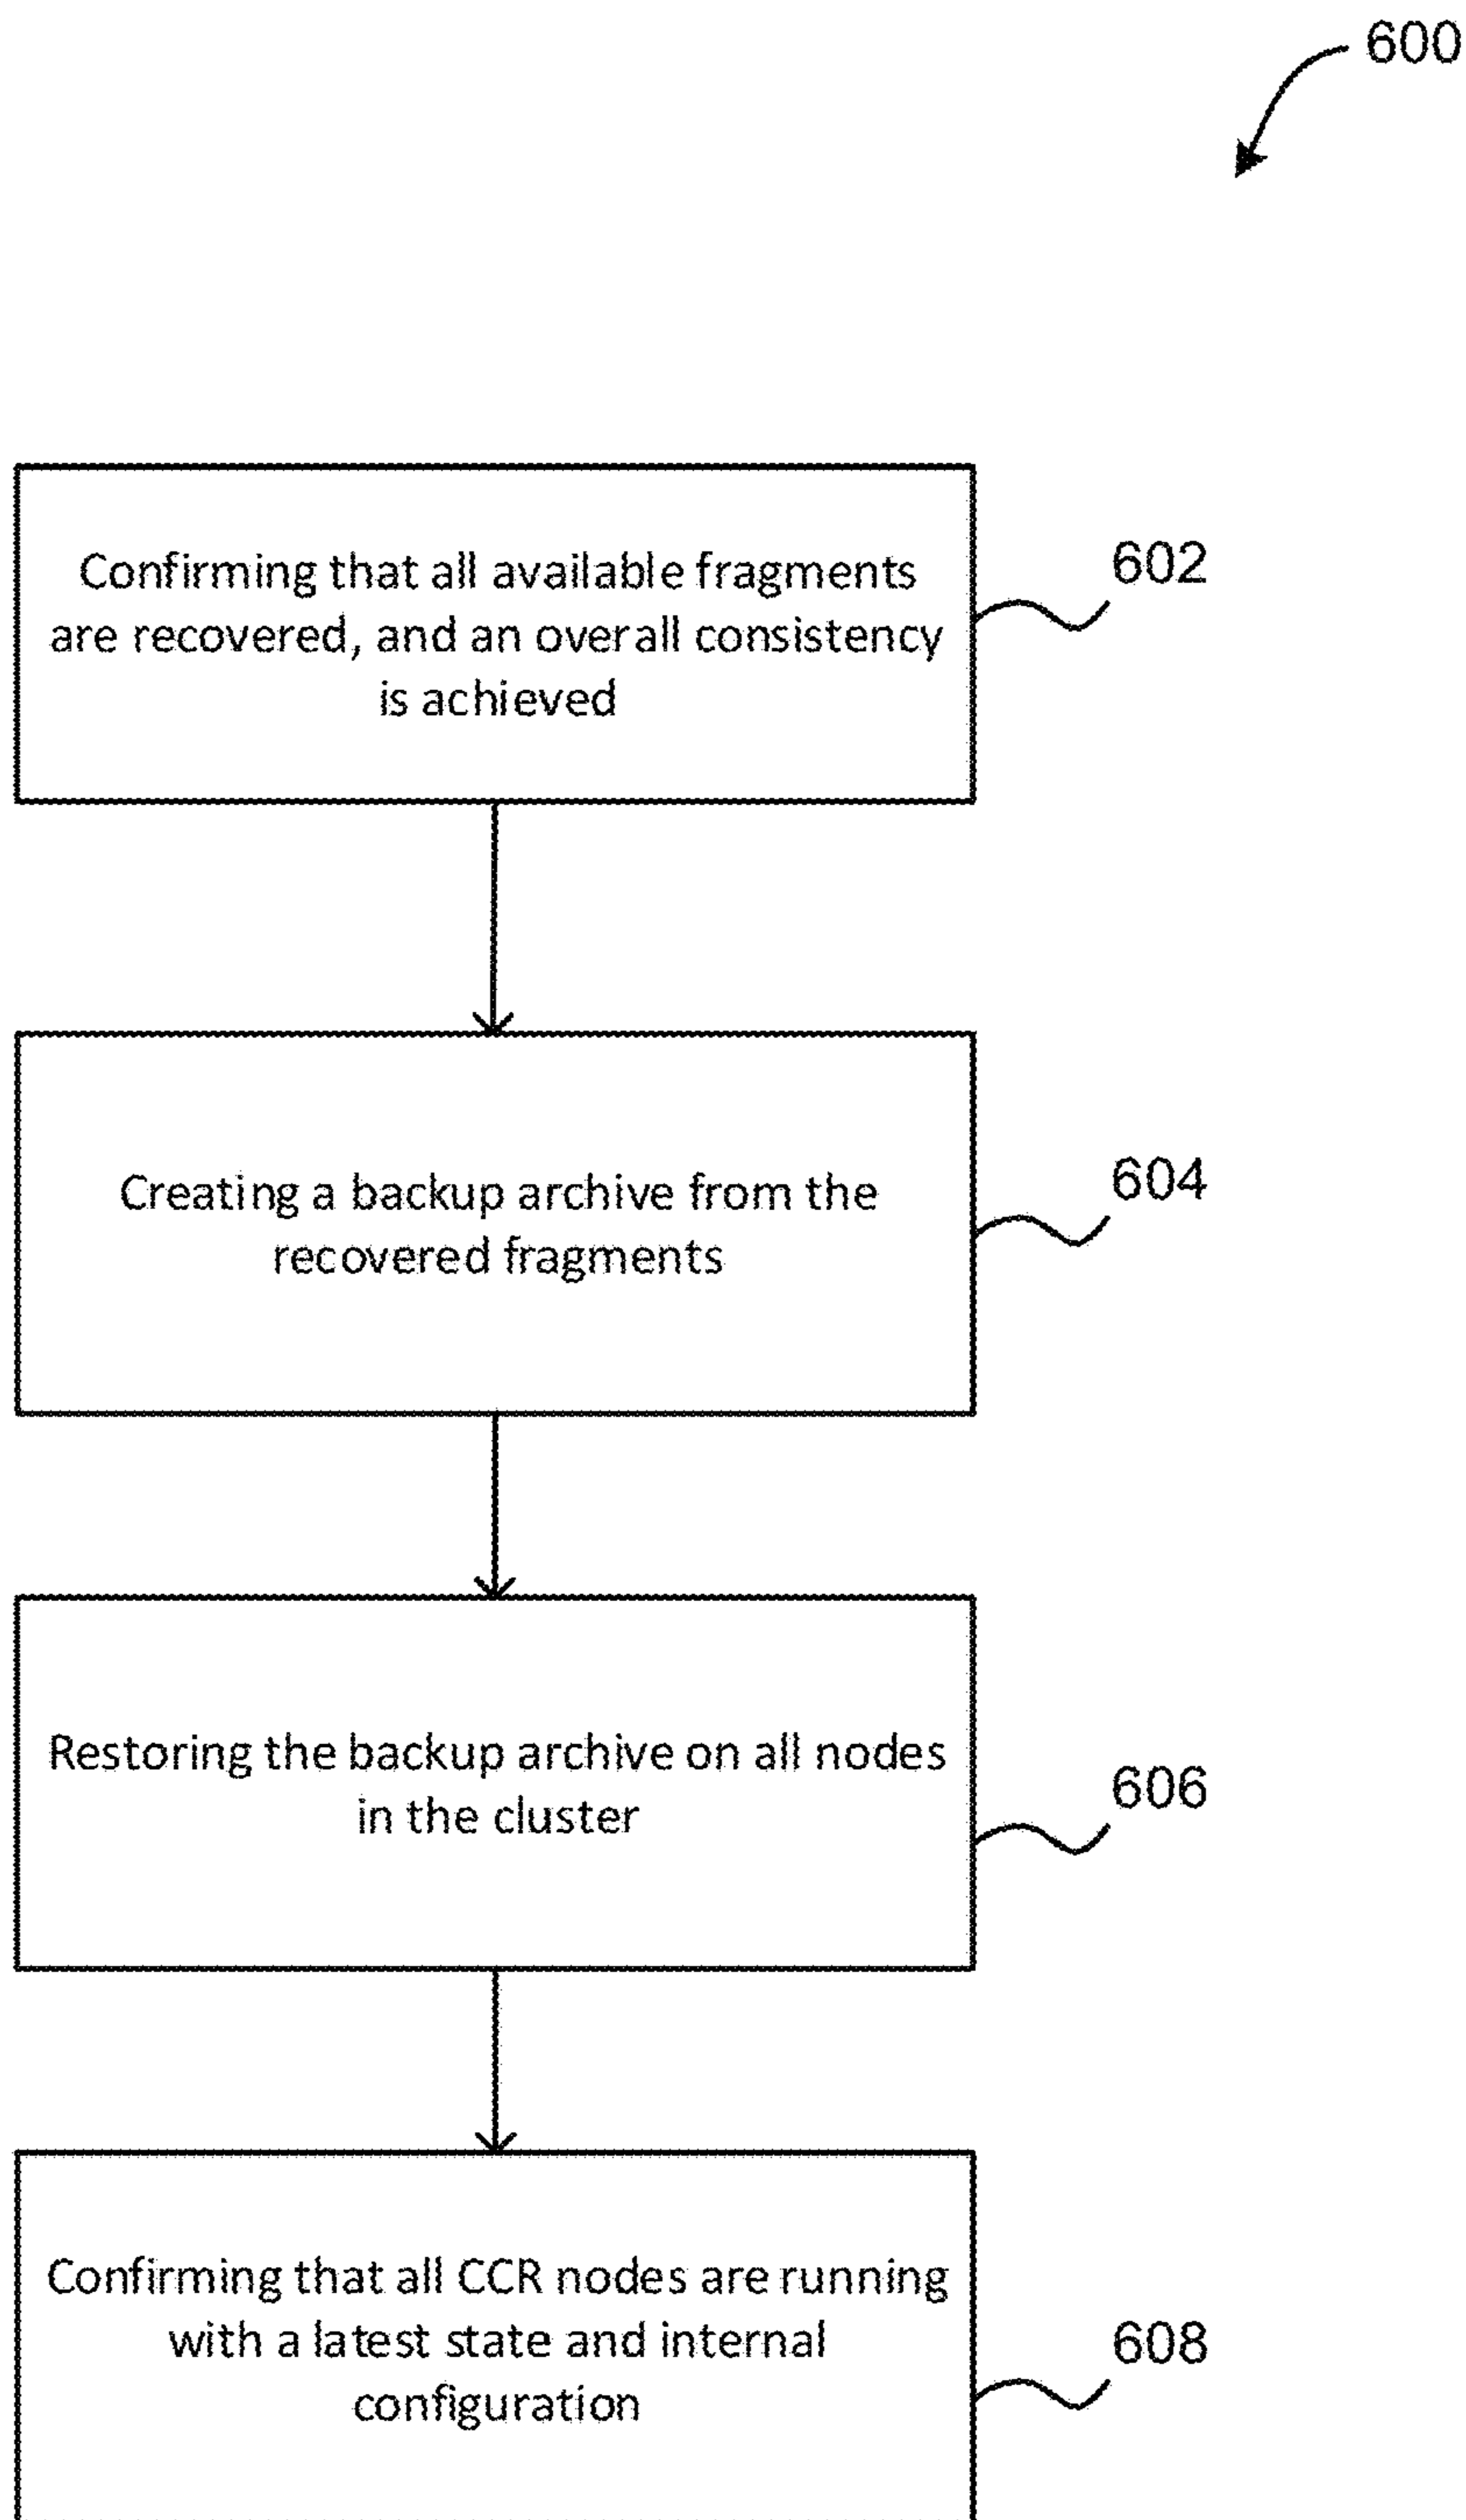 600
Confirming that all available fragments
are recovered, and an overall consistency
is achieved
602
Creating a backup archive from the
recovered fragments
604
Restoring the backup archive on all nodes
in the cluster
606
Confirming that all CCR nodes are running
with a latest state and internal
configuration
608